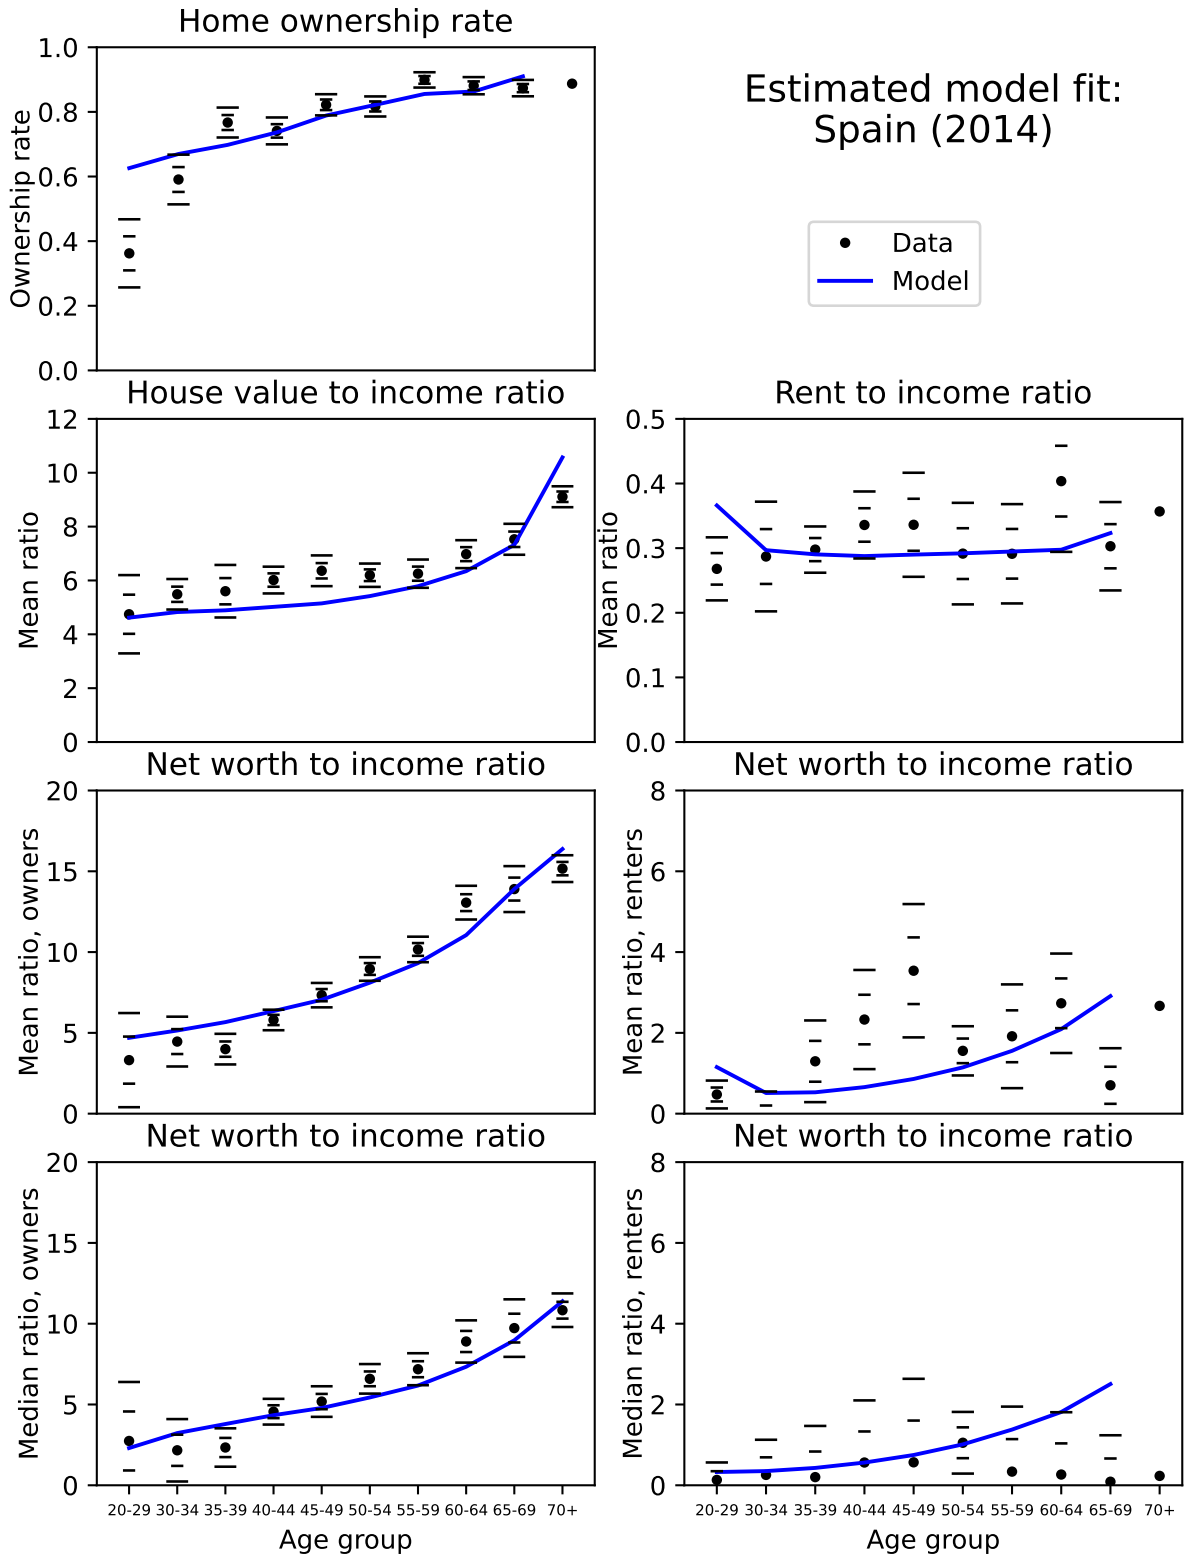 Home ownership rate
Ownership rate
1.0
0.8
0.6
0.4
0.2
0.0
Estimated model fit:
Spain (2014)
Data
Model
House value to income ratio
Mean ratio
12
10
8
6
4
2
0
Rent to income ratio
Mean ratio
0.5
0.4
0.3
0.2
0.1
0.0
Net worth to income ratio
Mean ratio, owners
20
15
10
5
0
Net worth to income ratio
Mean ratio, renters
8
6
4
2
0
Net worth to income ratio
Median ratio, owners
20
15
10
5
0
20-29 30-34 35-39 40-44 45-49 50-54 55-59 60-64 65-69 70+
Age group
Net worth to income ratio
Median ratio, renters
8
6
4
2
0
20-29 30-34 35-39 40-44 45-49 50-54 55-59 60-64 65-69 70+
Age group